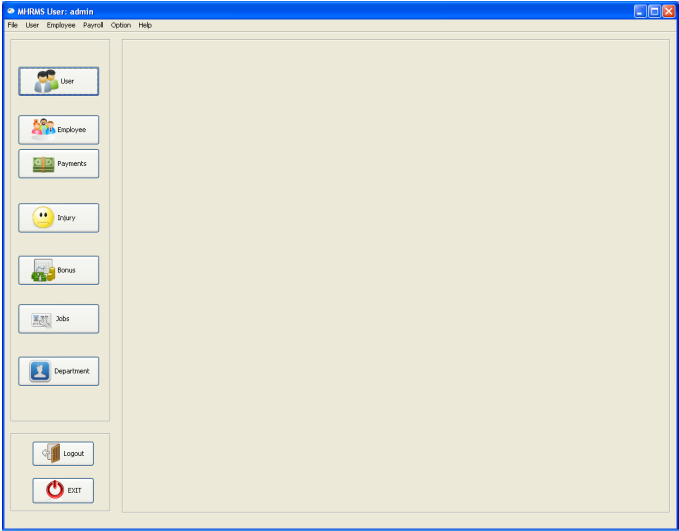 MHRMS User: admin
File User Employee Payroll Option Help
User
Employee
Payments
Injury
Bonus
Jobs
Department
Logout
EXIT